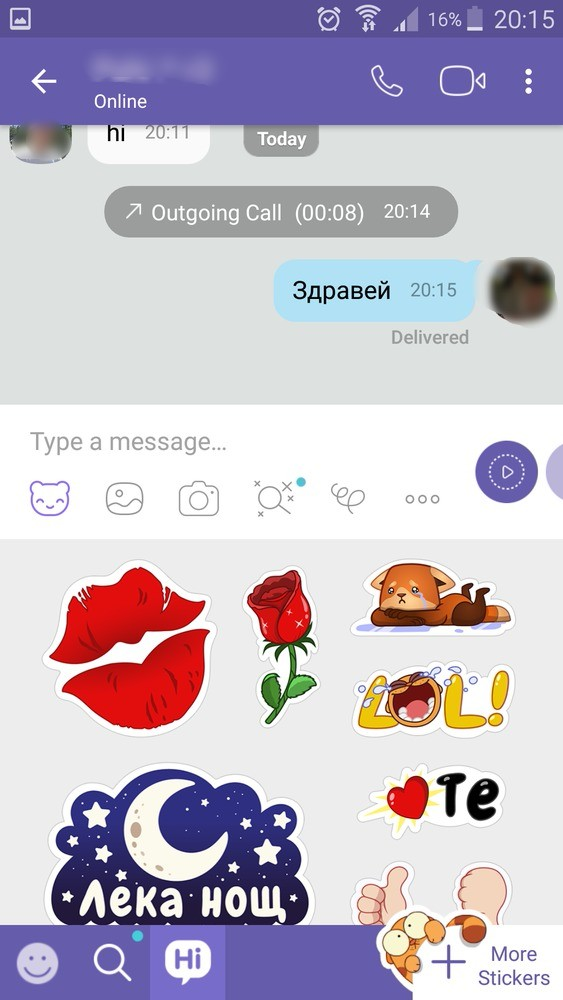 16% 20:15
Online
hi 20:11
Today
Outgoing Call (00:08) 20:14
Здравей 20:15
Delivered
Type a message...
LOL!
Те
Лека нощ
Hi
More
Stickers